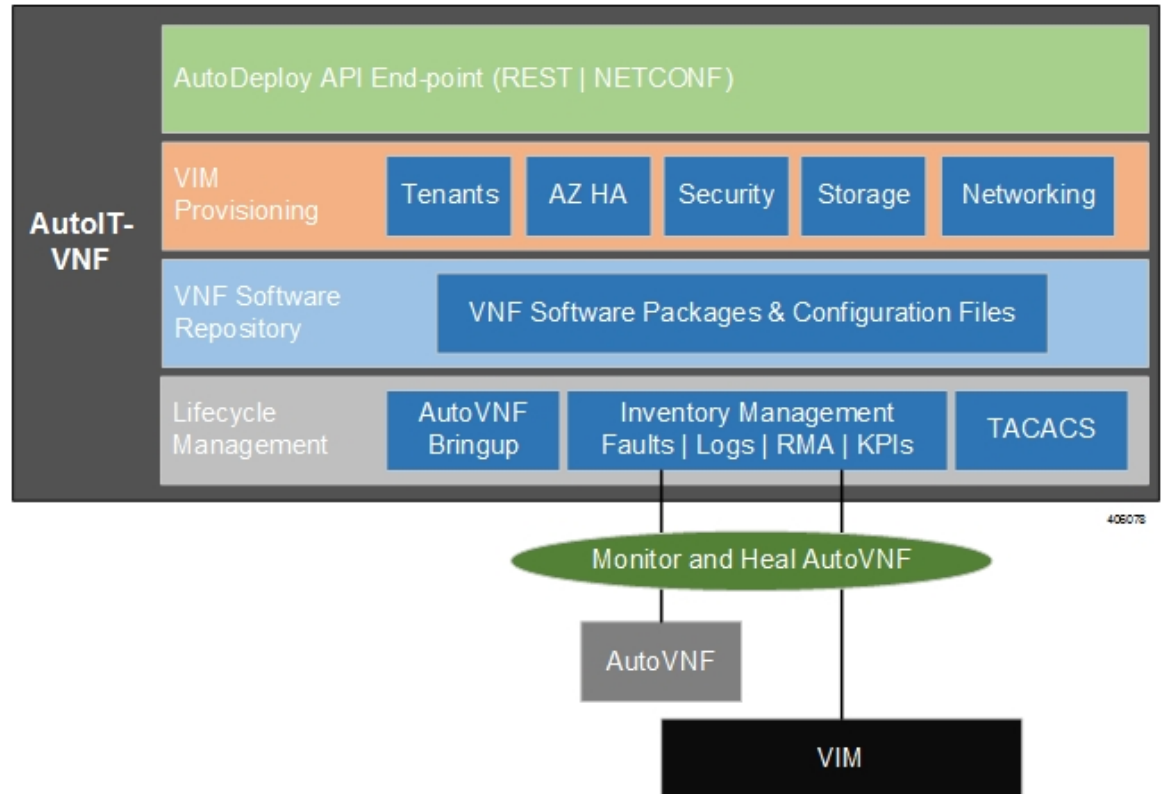 AutoDeploy API End-point (REST | NETCONF)
AutoIT-
VNF
VIM
Provisioning
Tenants
AZ HA
Security
Storage
Networking
VNF Software
Repository
VNF Software Packages & Configuration Files
Lifecycle
Management
AutoVNF
Bringup
Inventory Management
Faults | Logs | RMA | KPIs
TACACS
406078
Monitor and Heal AutoVNF
AutoVNF
VIM